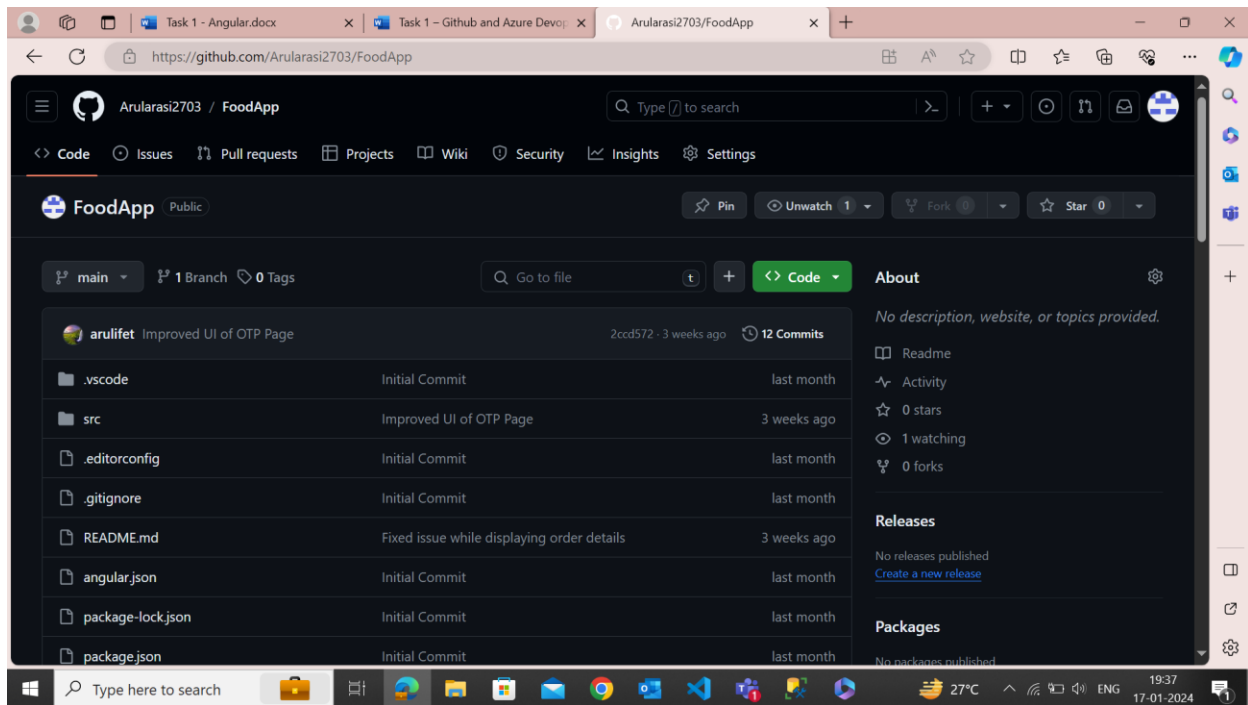 Task 1 - Angular.docx
Task 1 – Github and Azure Devop
Arularasi2703/FoodApp
https://github.com/Arularasi2703/FoodApp
Arularasi2703 / FoodApp
Type / to search
Code Issues Pull requests Projects Wiki Security Insights Settings
FoodApp Public
Pin Unwatch 1 Fork 0 Star 0
main 1 Branch 0 Tags Go to file t Code
About
No description, website, or topics provided.
arulifet Improved UI of OTP Page 2ccd572 · 3 weeks ago 12 Commits
.vscode Initial Commit last month
src Improved UI of OTP Page 3 weeks ago
.editorconfig Initial Commit last month
.gitignore Initial Commit last month
README.md Fixed issue while displaying order details 3 weeks ago
angular.json Initial Commit last month
package-lock.json Initial Commit last month
package.json Initial Commit last month
Readme
Activity
0 stars
1 watching
0 forks
Releases
No releases published
Create a new release
Packages
No packages published
Type here to search
27°C ENG
19:37
17-01-2024